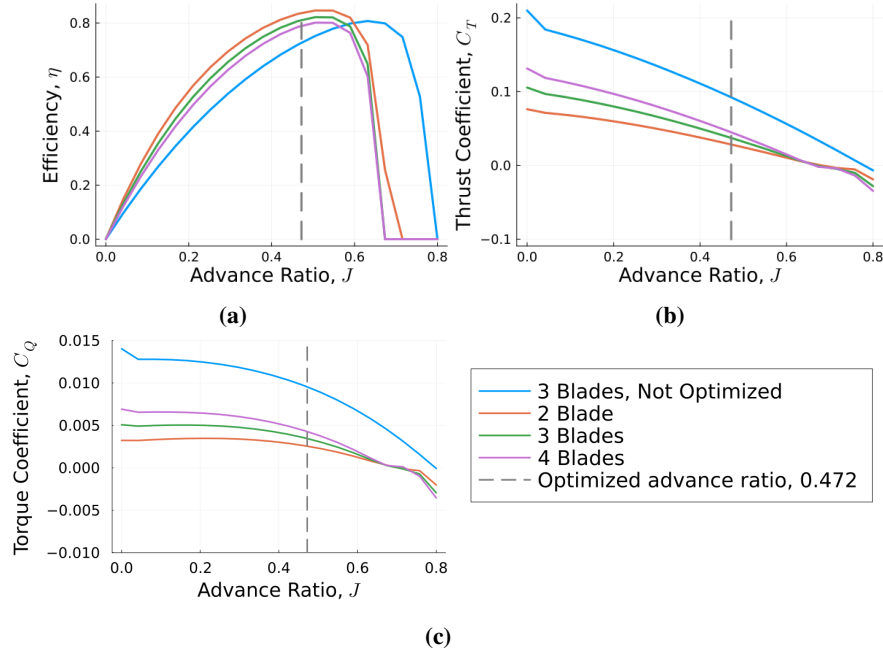 0.8
0.6
0.4
0.2
0.0
Efficiency, η
0.0 0.2 0.4 0.6 0.8
Advance Ratio, J
(a)
0.2
0.1
0.0
−0.1
Thrust Coefficient, C_T
0.0 0.2 0.4 0.6 0.8
Advance Ratio, J
(b)
0.015
0.010
0.005
0.000
−0.005
−0.010
Torque Coefficient, C_Q
0.0 0.2 0.4 0.6 0.8
Advance Ratio, J
(c)
3 Blades, Not Optimized
2 Blade
3 Blades
4 Blades
Optimized advance ratio, 0.472